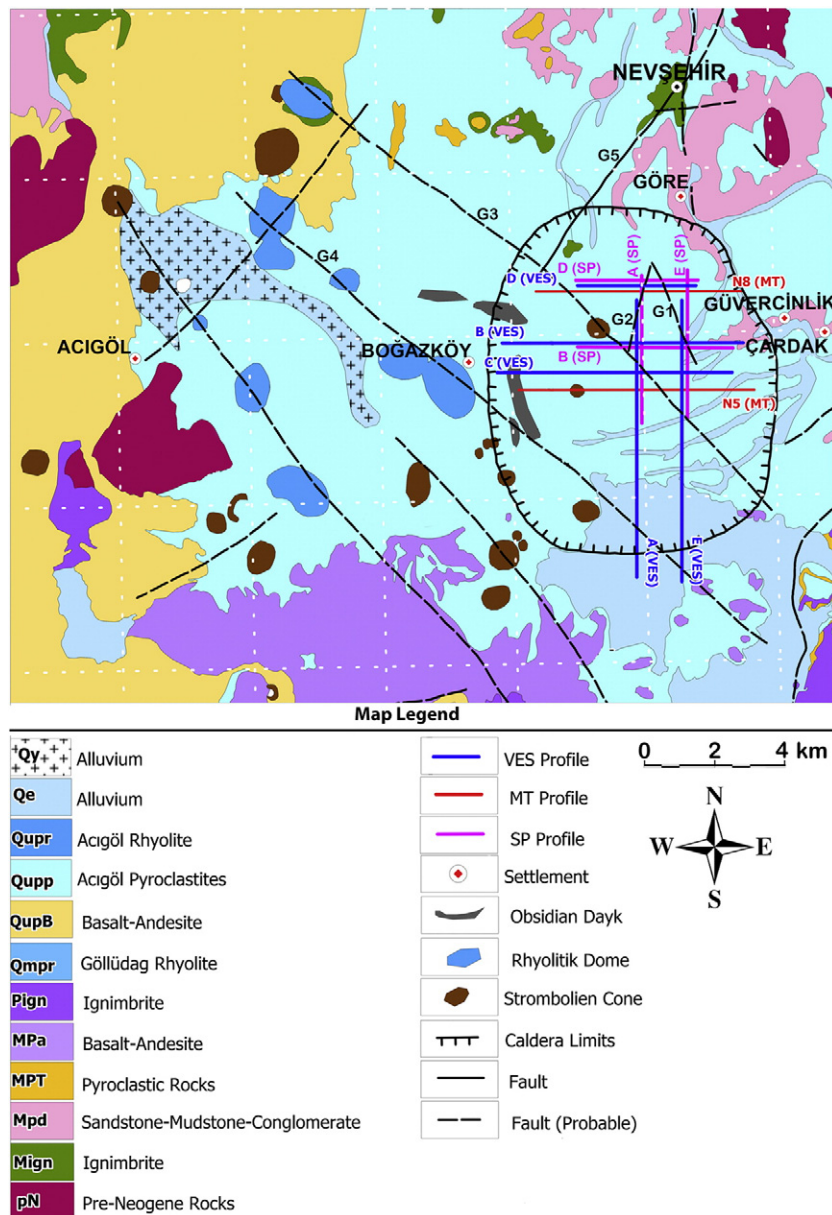 NEVŞEHİR
G5
GÖRE
G3
A (SP)
E (SP)
D (SP)
G4
D (VES)
N8 (MT)
GÜVERCİNLİK
G2
G1
B (VES)
ÇARDAK
ACIGÖL
BOĞAZKÖY
B (SP)
C (VES)
N5 (MT)
A (VES)
E (VES)
Map Legend
Qy Alluvium
Qe Alluvium
Qupr Acıgöl Rhyolite
Qupp Acıgöl Pyroclastites
QupB Basalt-Andesite
Qmpr Göllüdag Rhyolite
Pign Ignimbrite
MPa Basalt-Andesite
MPT Pyroclastic Rocks
Mpd Sandstone-Mudstone-Conglomerate
Mign Ignimbrite
pN Pre-Neogene Rocks
VES Profile
MT Profile
SP Profile
Settlement
Obsidian Dayk
Rhyolitik Dome
Strombolien Cone
Caldera Limits
Fault
Fault (Probable)
0 2 4 km
N
W E
S